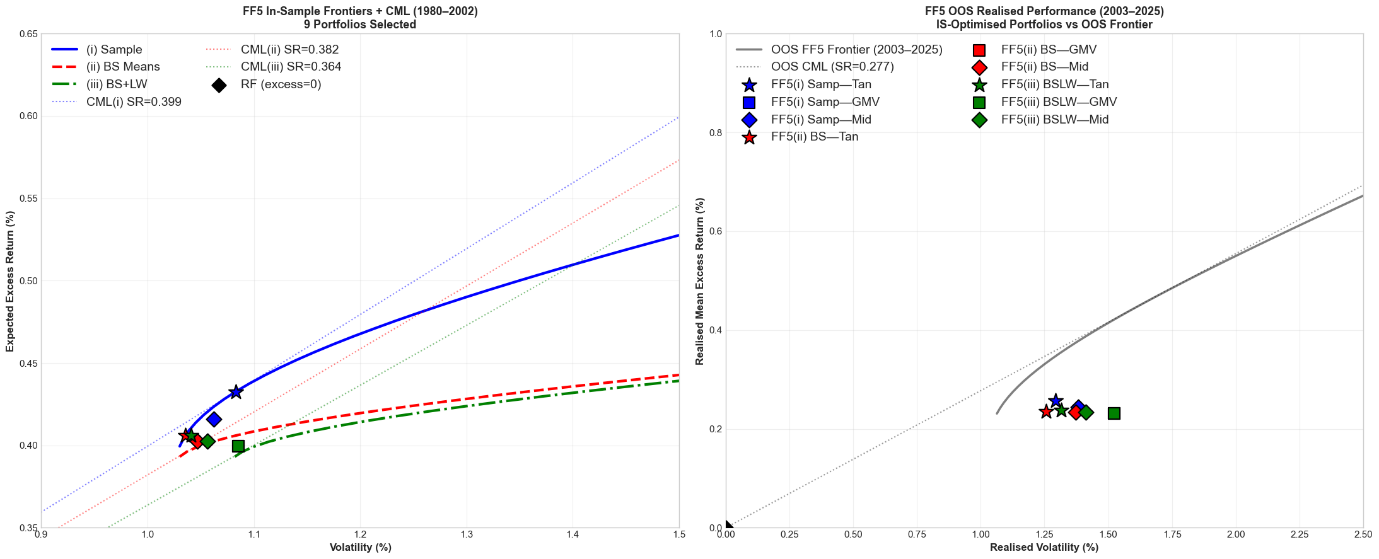 FF5 In-Sample Frontiers + CML (1980–2002)
9 Portfolios Selected
0.65
0.60
0.55
0.50
0.45
0.40
0.35
Expected Excess Return (%)
(i) Sample
(ii) BS Means
(iii) BS+LW
CML(i) SR=0.399
CML(ii) SR=0.382
CML(iii) SR=0.364
RF (excess=0)
0.9
1.0
1.1
1.2
1.3
1.4
1.5
Volatility (%)
FF5 OOS Realised Performance (2003–2025)
IS-Optimised Portfolios vs OOS Frontier
1.0
0.8
0.6
0.4
0.2
0.0
Realised Mean Excess Return (%)
OOS FF5 Frontier (2003–2025)
OOS CML (SR=0.277)
FF5(i) Samp—Tan
FF5(i) Samp—GMV
FF5(i) Samp—Mid
FF5(ii) BS—Tan
FF5(ii) BS—GMV
FF5(ii) BS—Mid
FF5(iii) BSLW—Tan
FF5(iii) BSLW—GMV
FF5(iii) BSLW—Mid
0.00
0.25
0.50
0.75
1.00
1.25
1.50
1.75
2.00
2.25
2.50
Realised Volatility (%)